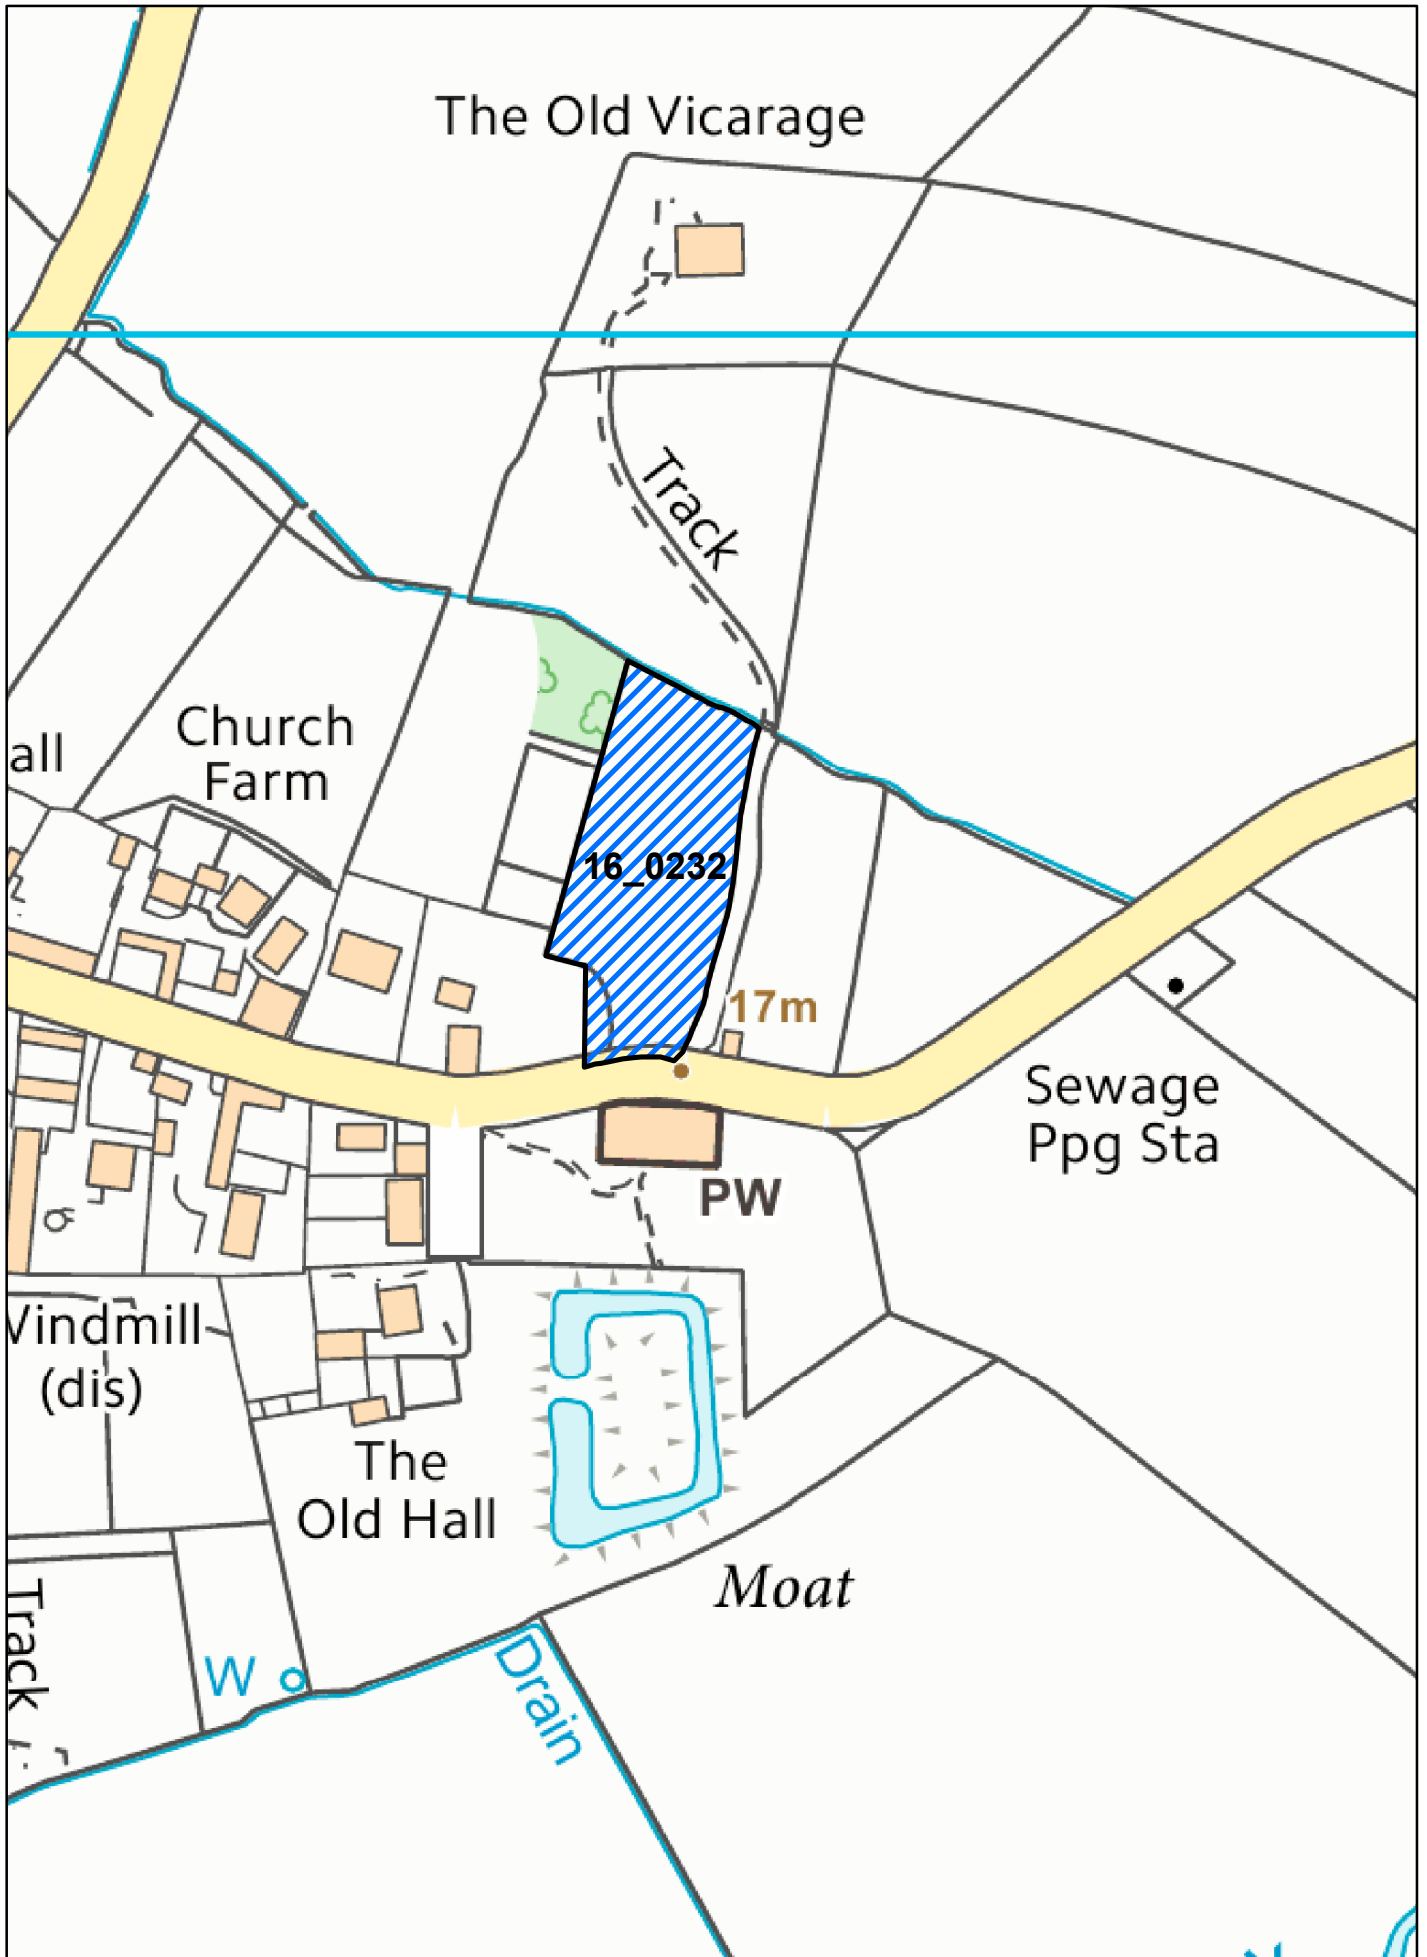 The Old Vicarage
Track
Church
Farm
all
16_0232
17m
Sewage
Ppg Sta
PW
Vindmill
(dis)
The
Old Hall
Moat
Track
W
Drain